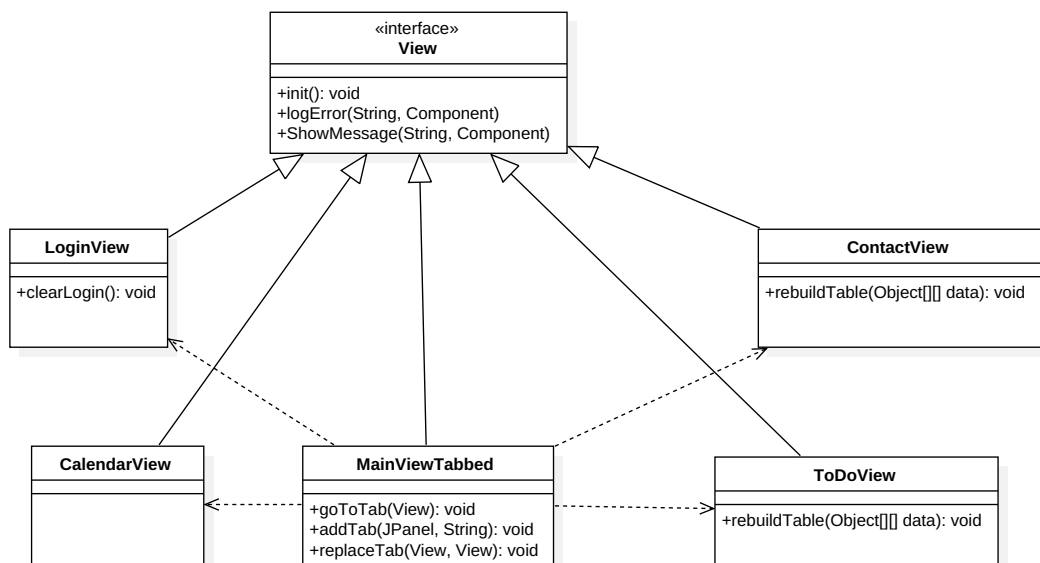 «interface»
View
+init(): void
+logError(String, Component)
+ShowMessage(String, Component)
LoginView
+clearLogin(): void
ContactView
+rebuildTable(Object[][] data): void
CalendarView
MainViewTabbed
+goToTab(View): void
+addTab(JPanel, String): void
+replaceTab(View, View): void
ToDoView
+rebuildTable(Object[][] data): void